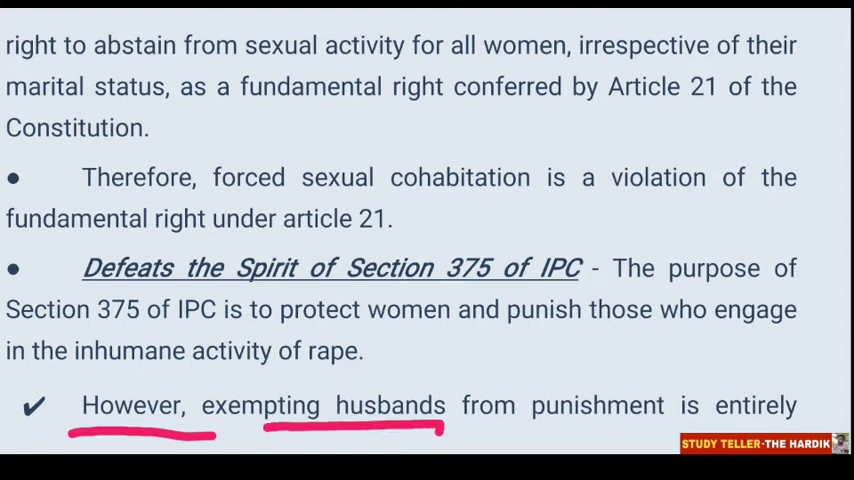 right to abstain from sexual activity for all women, irrespective of their
marital status, as a fundamental right conferred by Article 21 of the
Constitution.
● Therefore, forced sexual cohabitation is a violation of the
fundamental right under article 21.
● Defeats the Spirit of Section 375 of IPC - The purpose of
Section 375 of IPC is to protect women and punish those who engage
in the inhumane activity of rape.
✔ However, exempting husbands from punishment is entirely
STUDY TELLER-THE HARDIK